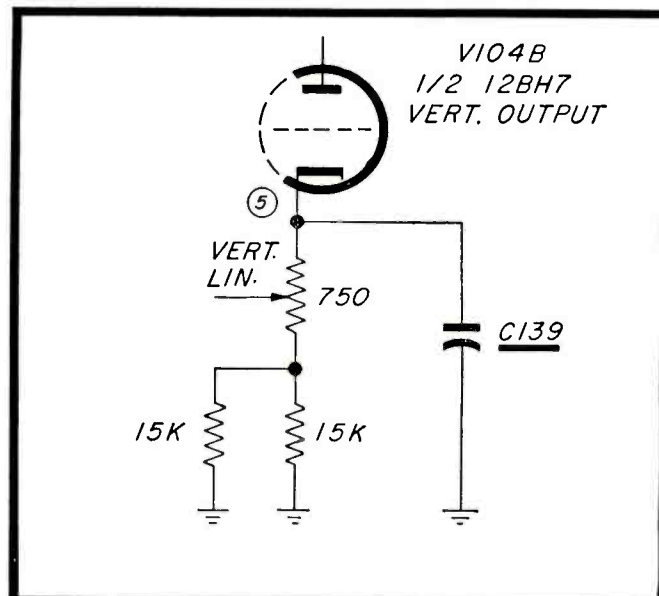 V104B
1/2 12BH7
VERT. OUTPUT
5
VERT.
LIN.
750
C139
15K
15K